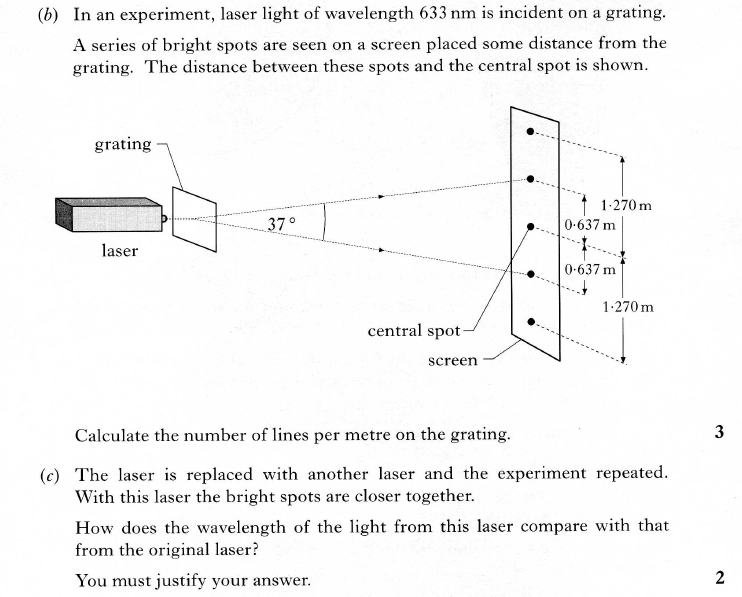 (b) In an experiment, laser light of wavelength 633 nm is incident on a grating.
A series of bright spots are seen on a screen placed some distance from the
grating. The distance between these spots and the central spot is shown.
grating
1·270 m
0·637 m
37°
laser
0·637 m
1·270 m
central spot
screen
Calculate the number of lines per metre on the grating. 3
(c) The laser is replaced with another laser and the experiment repeated.
With this laser the bright spots are closer together.
How does the wavelength of the light from this laser compare with that
from the original laser?
You must justify your answer. 2